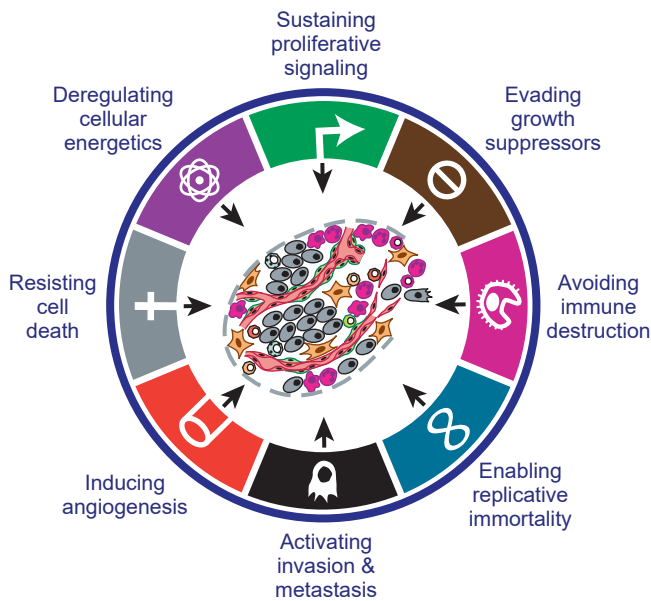 Sustaining
proliferative
signaling
Evading
growth
suppressors
Avoiding
immune
destruction
Enabling
replicative
immortality
Activating
invasion &
metastasis
Inducing
angiogenesis
Resisting
cell
death
Deregulating
cellular
energetics